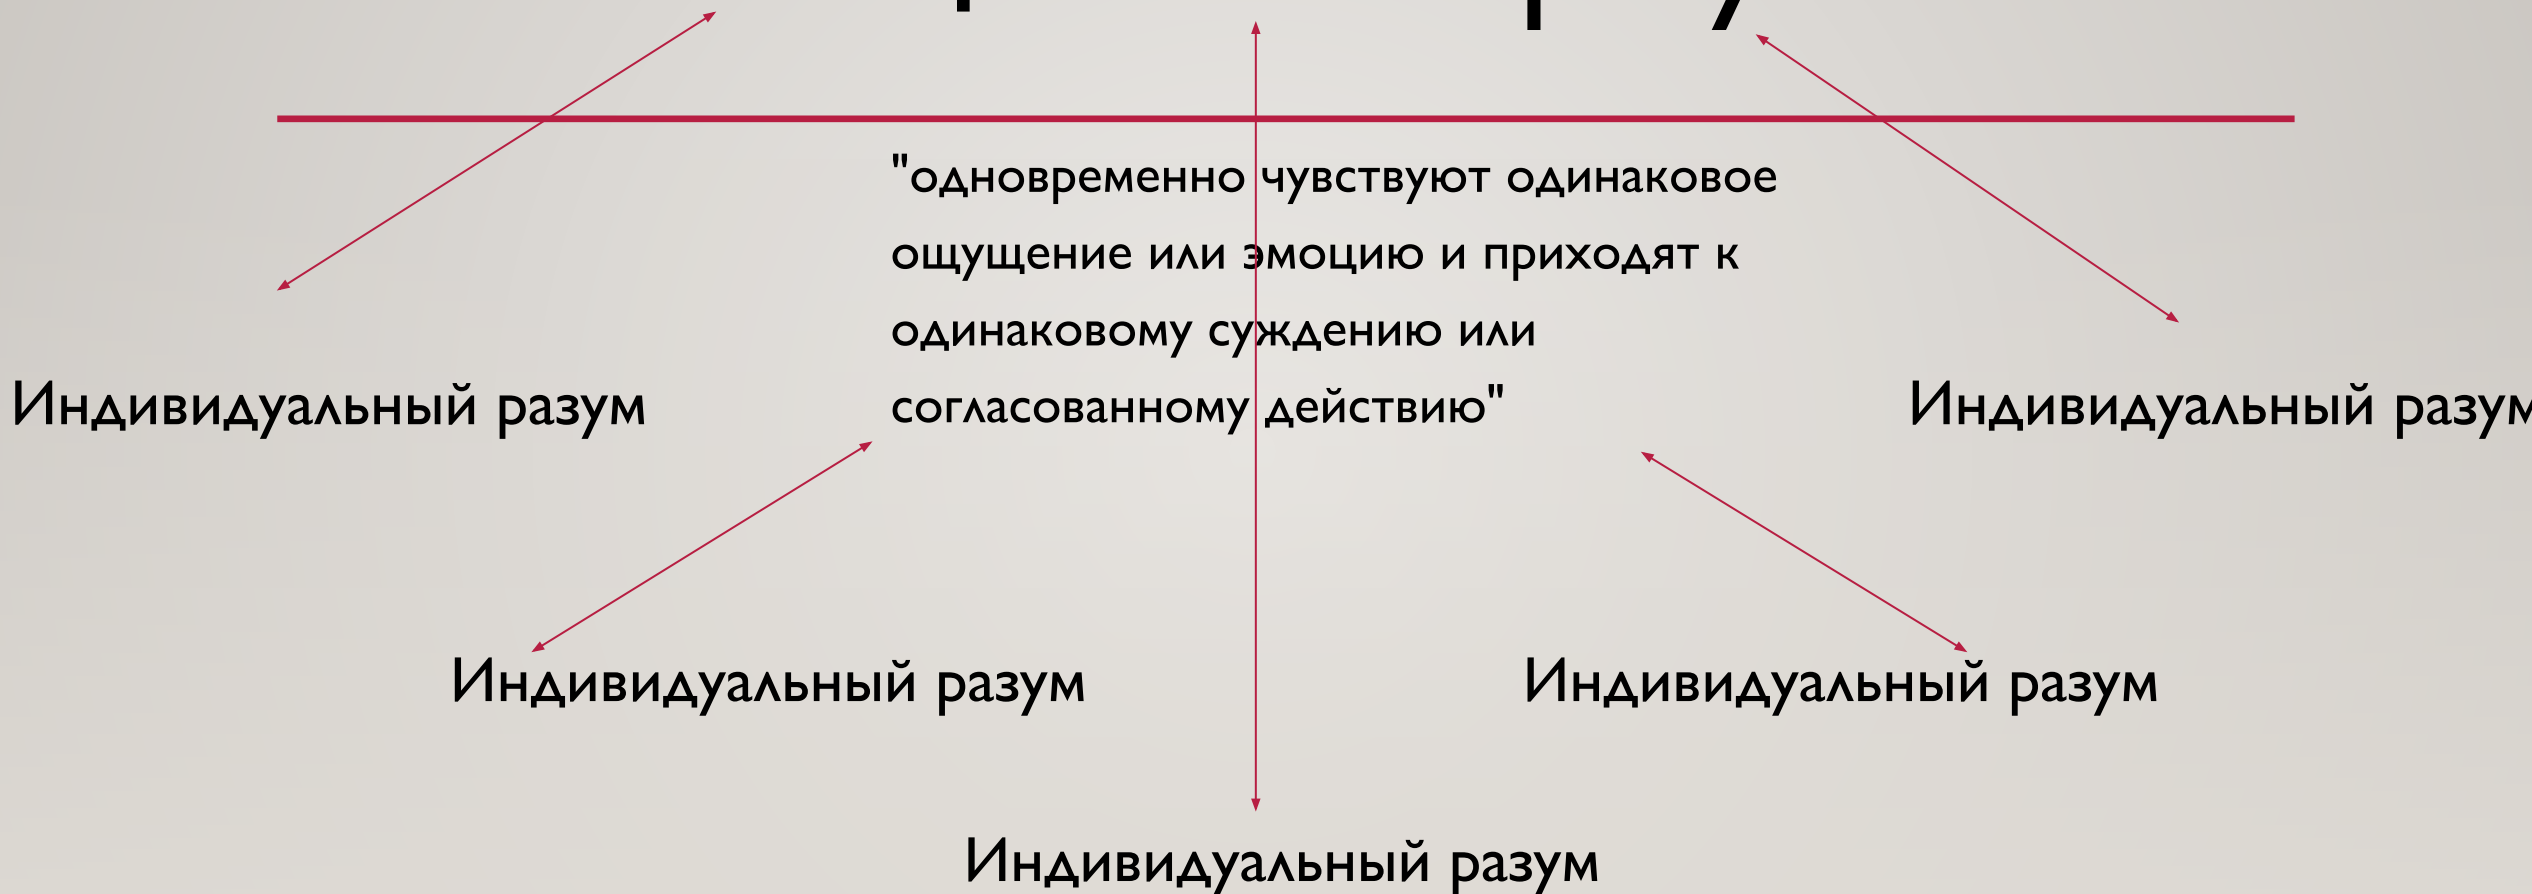 "одновременно чувствуют одинаковое
ощущение или эмоцию и приходят к
одинаковому суждению или
согласованному действию"
Индивидуальный разум
Индивидуальный разум
Индивидуальный разум
Индивидуальный разум
Индивидуальный разум